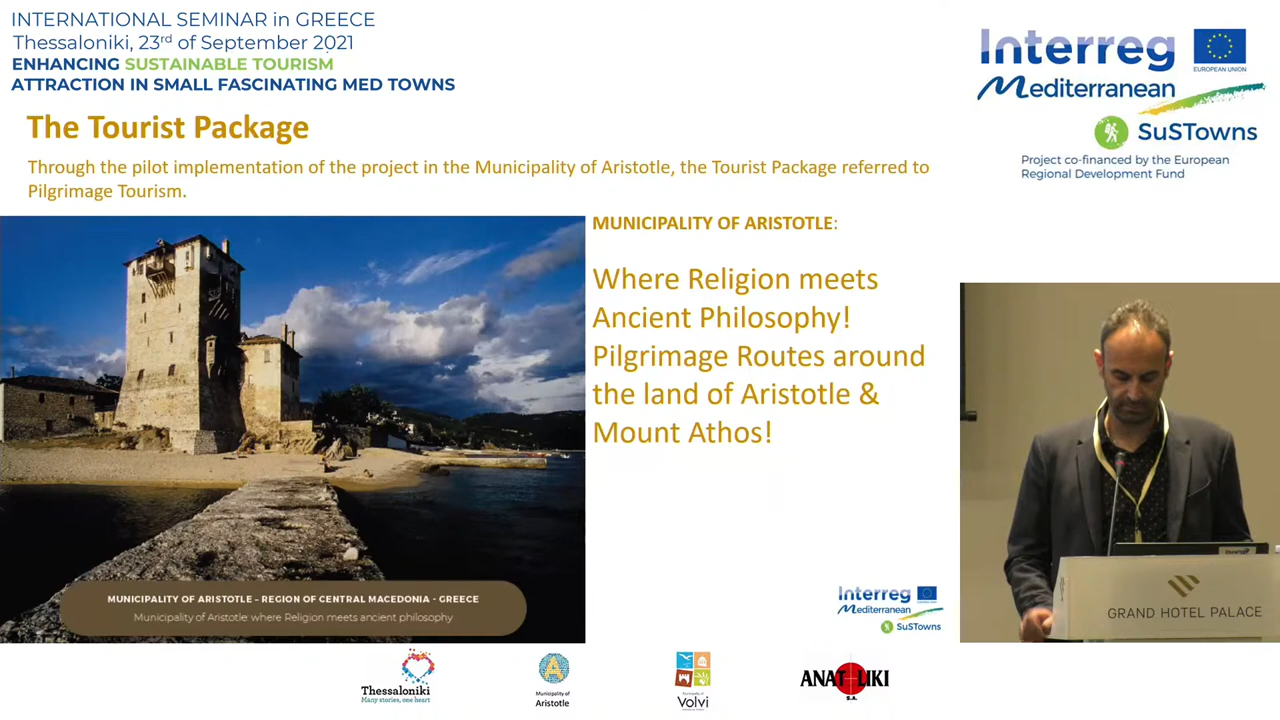 INTERNATIONAL SEMINAR in GREECE
Thessaloniki, 23rd of September 2021
ENHANCING SUSTAINABLE TOURISM
ATTRACTION IN SMALL FASCINATING MED TOWNS
Interreg
EUROPEAN UNION
Mediterranean
SuSTowns
Project co-financed by the European
Regional Development Fund
The Tourist Package
Through the pilot implementation of the project in the Municipality of Aristotle, the Tourist Package referred to
Pilgrimage Tourism.
MUNICIPALITY OF ARISTOTLE:
Where Religion meets
Ancient Philosophy!
Pilgrimage Routes around
the land of Aristotle &
Mount Athos!
MUNICIPALITY OF ARISTOTLE – REGION OF CENTRAL MACEDONIA - GREECE
Municipality of Aristotle: where Religion meets ancient philosophy
Interreg
Mediterranean
SuSTowns
GRAND HOTEL PALACE
Thessaloniki
Many stories, one heart
Municipality of
Aristotle
Municipality of
Volvi
ANATOLIKI
S.A.